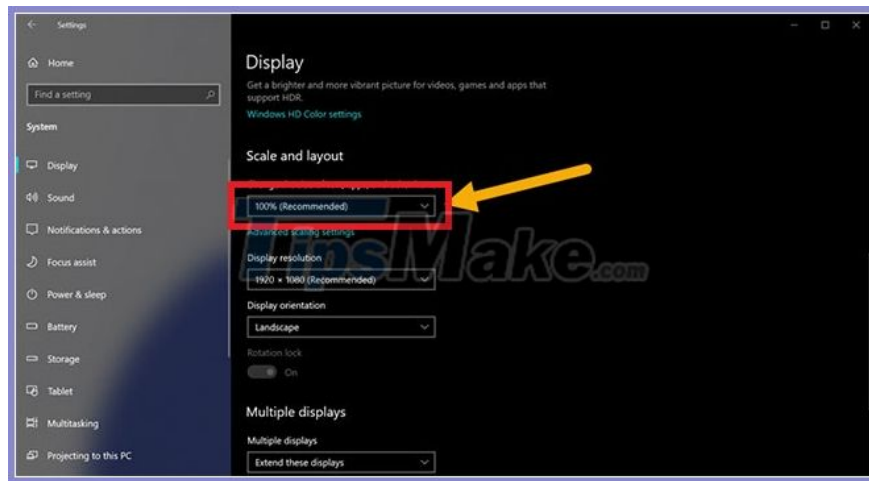 Settings
Home
Find a setting
System
Display
Sound
Notifications & actions
Focus assist
Power & sleep
Battery
Storage
Tablet
Multitasking
Projecting to this PC
Display
Get a brighter and more vibrant picture for videos, games and apps that
support HDR.
Windows HD Color settings
Scale and layout
100% (Recommended)
Advanced scaling settings
Display resolution
1920 × 1080 (Recommended)
Display orientation
Landscape
Rotation lock
On
Multiple displays
Multiple displays
Extend these displays
TipsMake.com